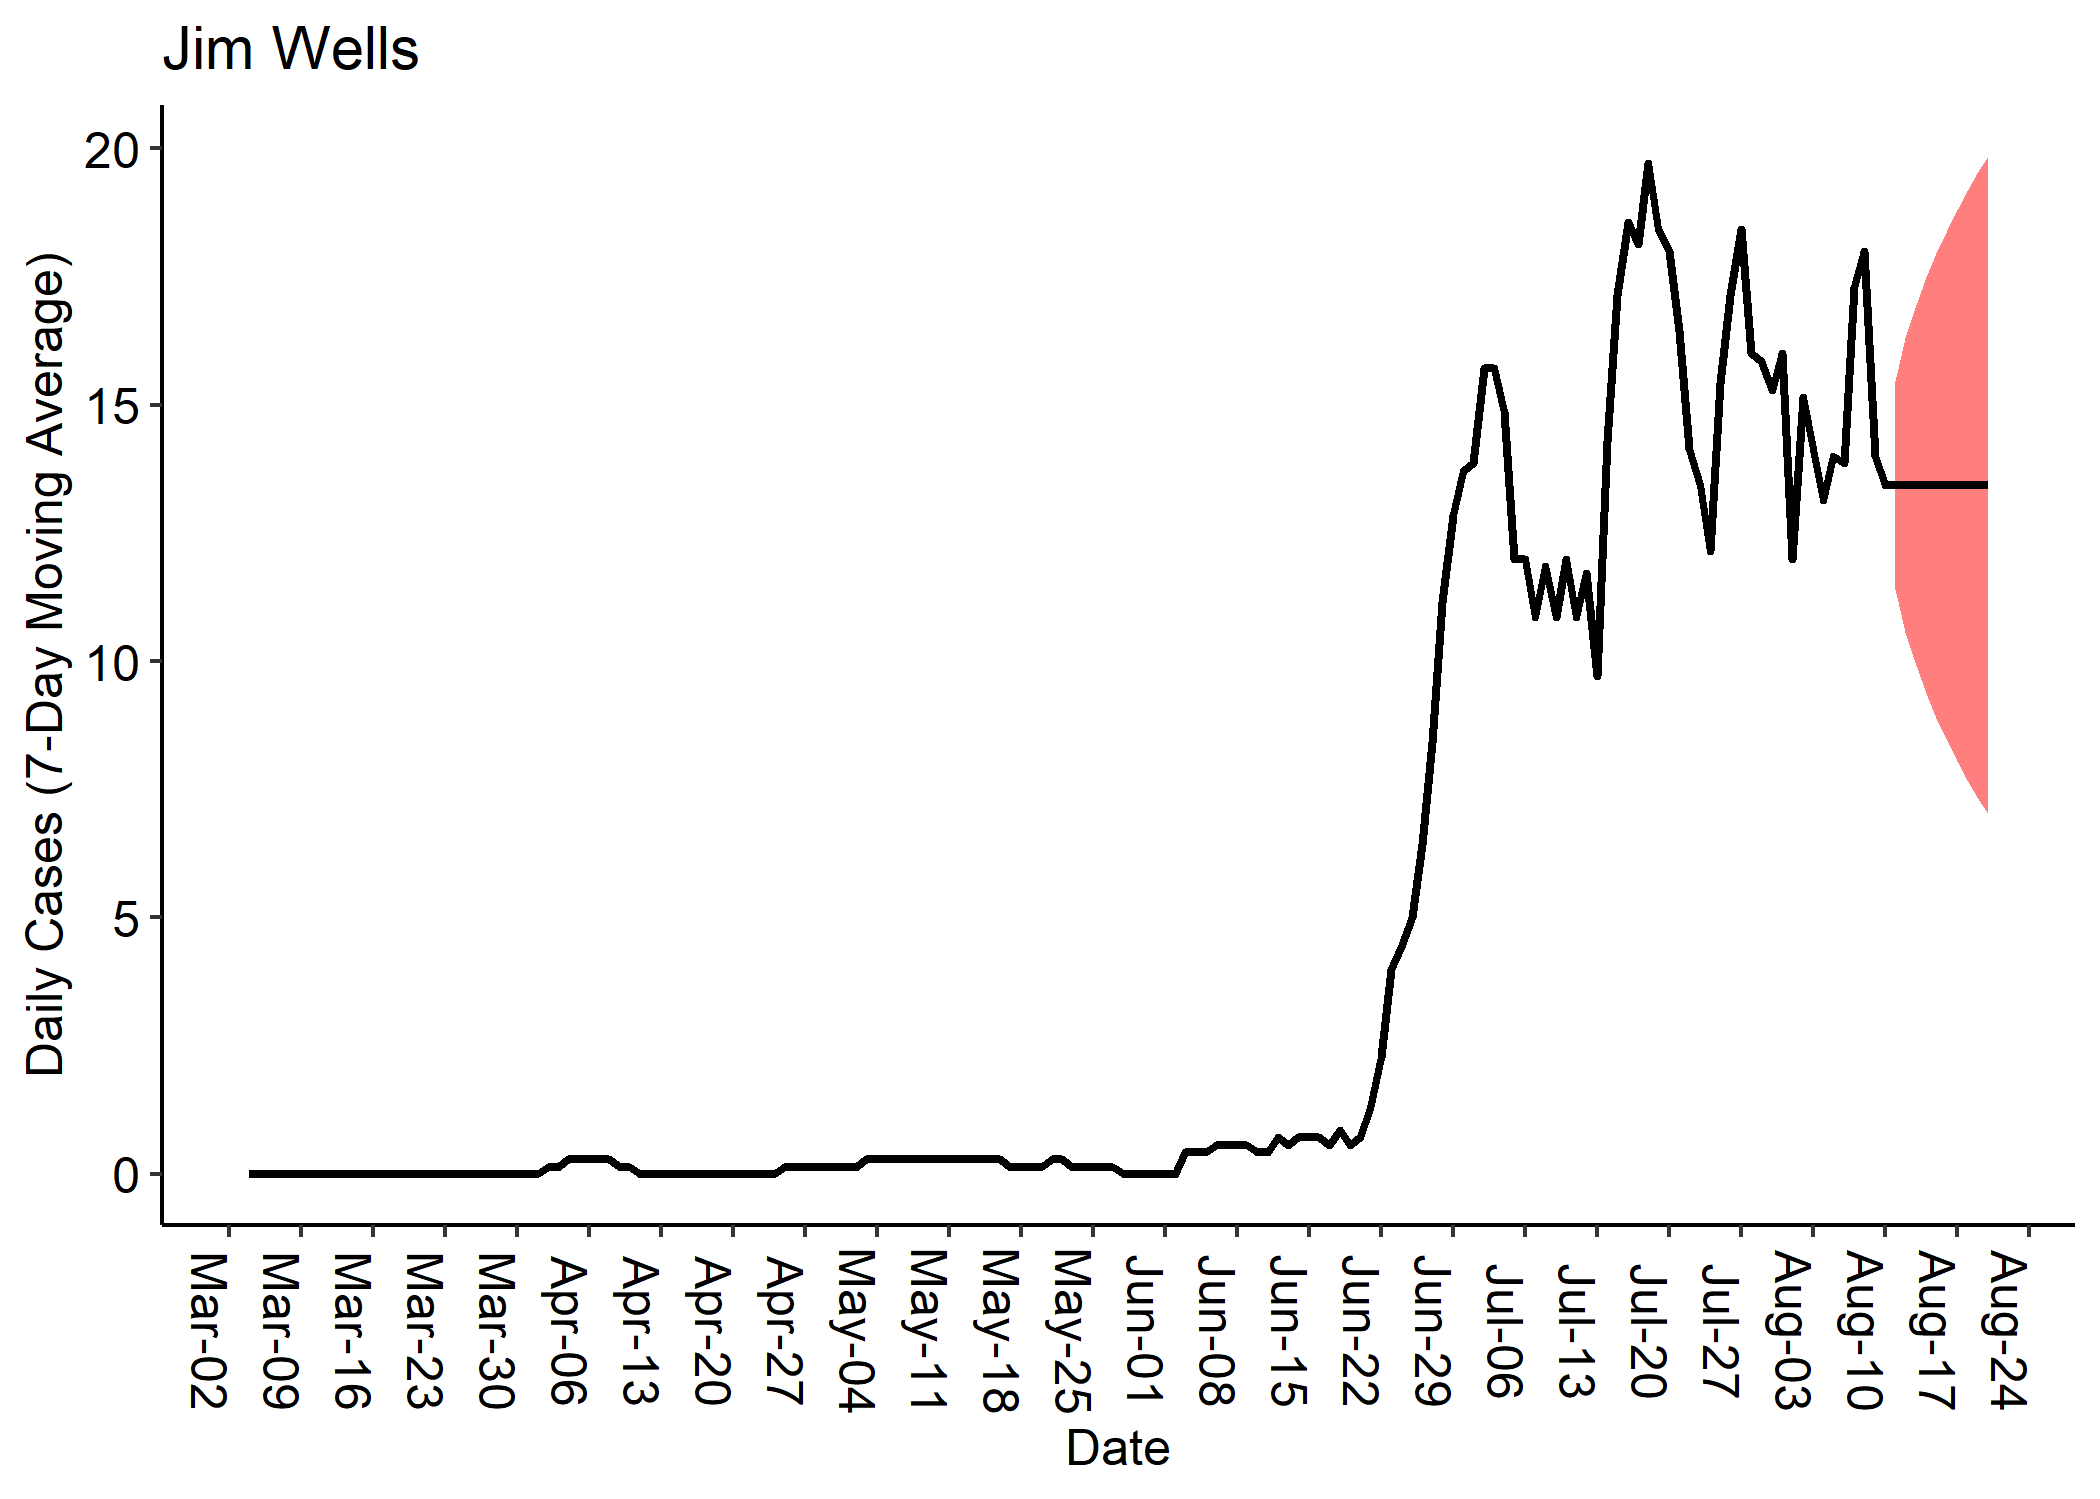 Jim Wells
Daily Cases (7-Day Moving Average)
20
15
10
5
0
Mar-02
Mar-09
Mar-16
Mar-23
Mar-30
Apr-06
Apr-13
Apr-20
Apr-27
May-04
May-11
May-18
May-25
Jun-01
Jun-08
Jun-15
Jun-22
Jun-29
Jul-06
Jul-13
Jul-20
Jul-27
Aug-03
Aug-10
Aug-17
Aug-24
Date